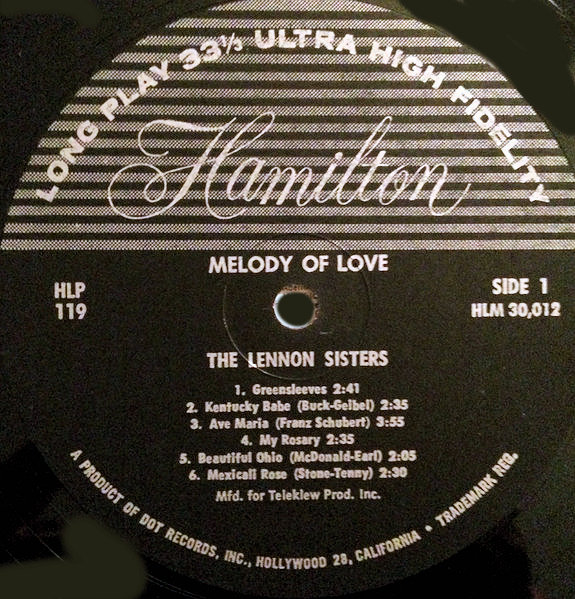 LONG PLAY 33⅓ ULTRA HIGH FIDELITY
Hamilton
MELODY OF LOVE
HLP
119
SIDE 1
HLM 30,012
THE LENNON SISTERS
1. Greensleeves 2:41
2. Kentucky Babe (Buck-Geibel) 2:35
3. Ave Maria (Franz Schubert) 3:55
4. My Rosary 2:35
5. Beautiful Ohio (McDonald-Earl) 2:05
6. Mexicali Rose (Stone-Tenny) 2:30
Mfd. for Teleklew Prod. Inc.
A PRODUCT OF DOT RECORDS, INC., HOLLYWOOD 28, CALIFORNIA • TRADEMARK REG.